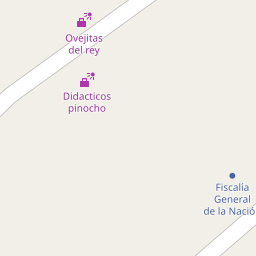 Ovejitas
del rey
Didacticos
pinocho
Fiscalía
General
de la Nació